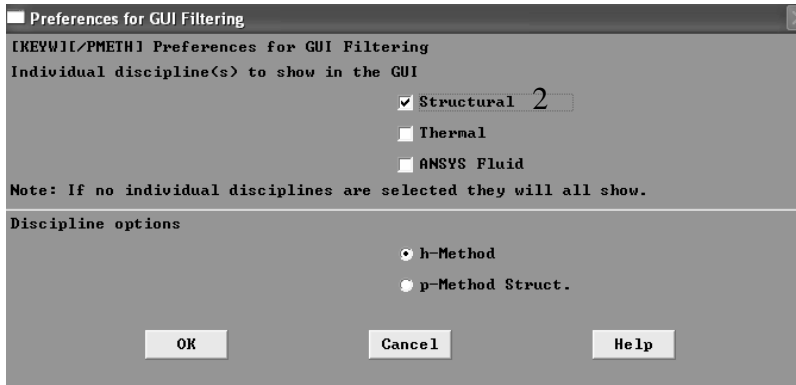 Preferences for GUI Filtering
[KEYW][/PMETH] Preferences for GUI Filtering
Individual discipline(s) to show in the GUI
Structural 2
Thermal
ANSYS Fluid
Note: If no individual disciplines are selected they will all show.
Discipline options
h-Method
p-Method Struct.
OK Cancel Help